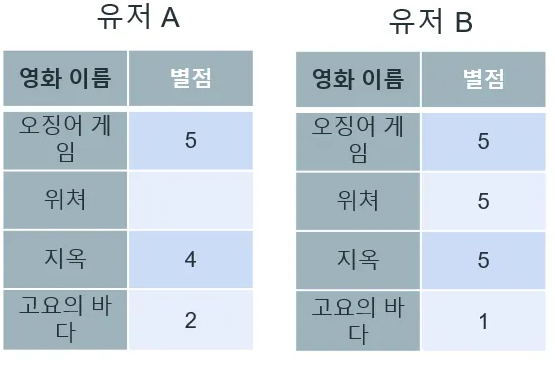 유저 A
영화 이름 별점
오징어 게
임 5
위쳐
지옥 4
고요의 바
다 2
유저 B
영화 이름 별점
오징어 게
임 5
위쳐 5
지옥 5
고요의 바
다 1